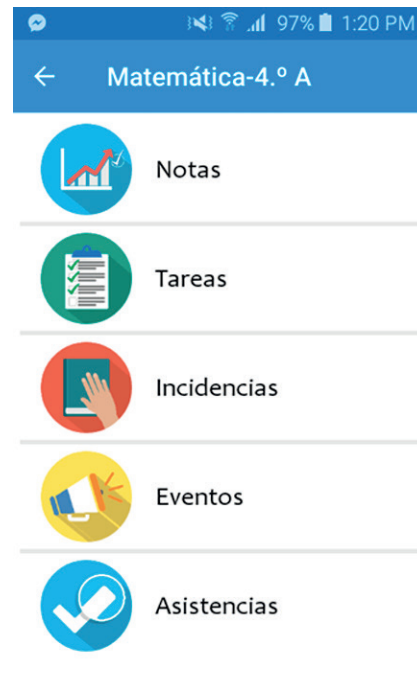 97% 1:20 PM
Matemática-4.º A
Notas
Tareas
Incidencias
Eventos
Asistencias